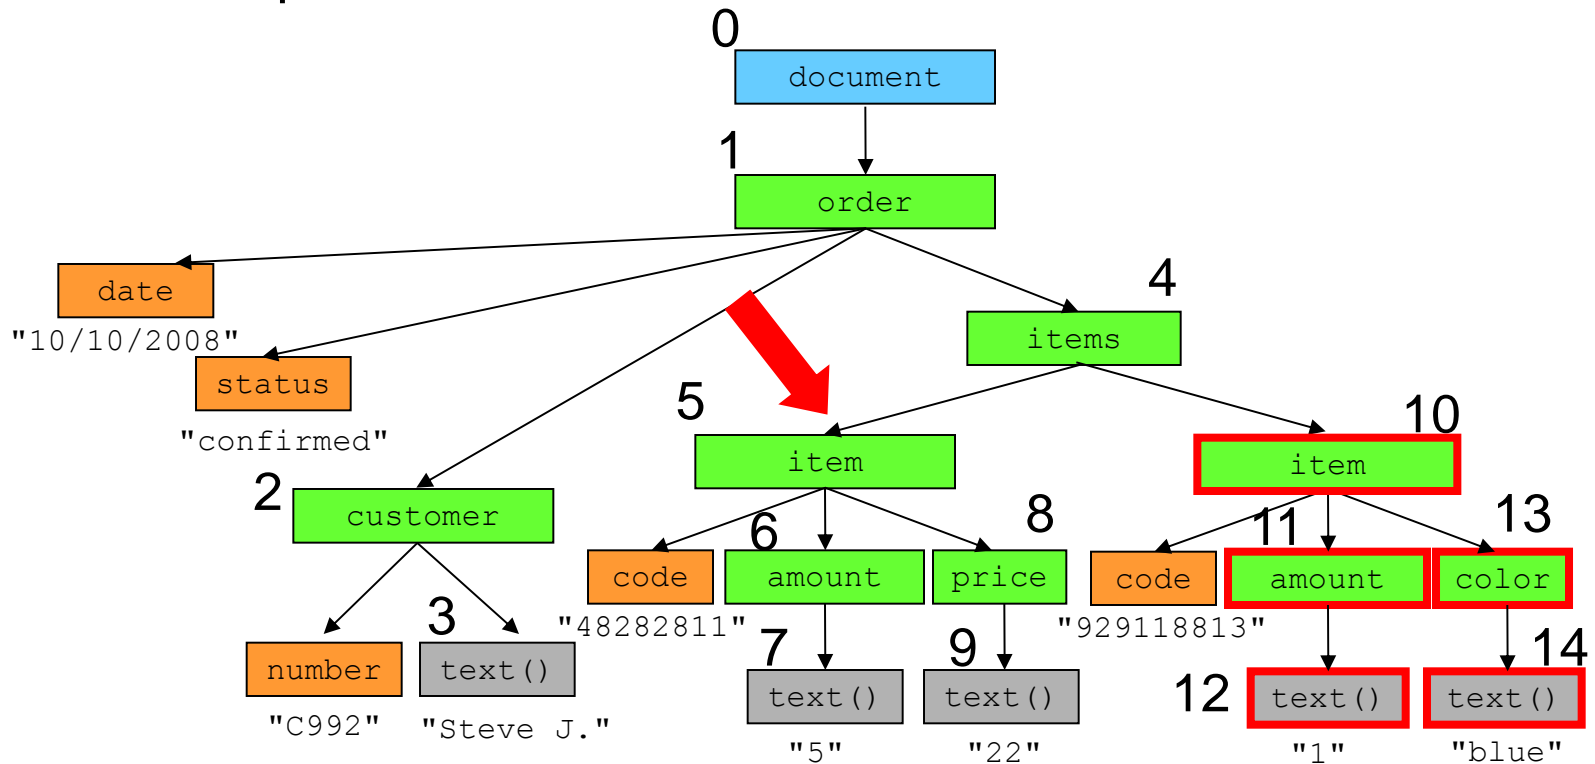 0
document
1
order
date
"10/10/2008"
status
"confirmed"
4
items
5
item
10
item
2
customer
number
"C992"
3
text()
"Steve J."
code
"48282811"
6
amount
8
price
7
text()
"5"
9
text()
"22"
code
"929118813"
11
amount
13
color
12
text()
"1"
14
text()
"blue"